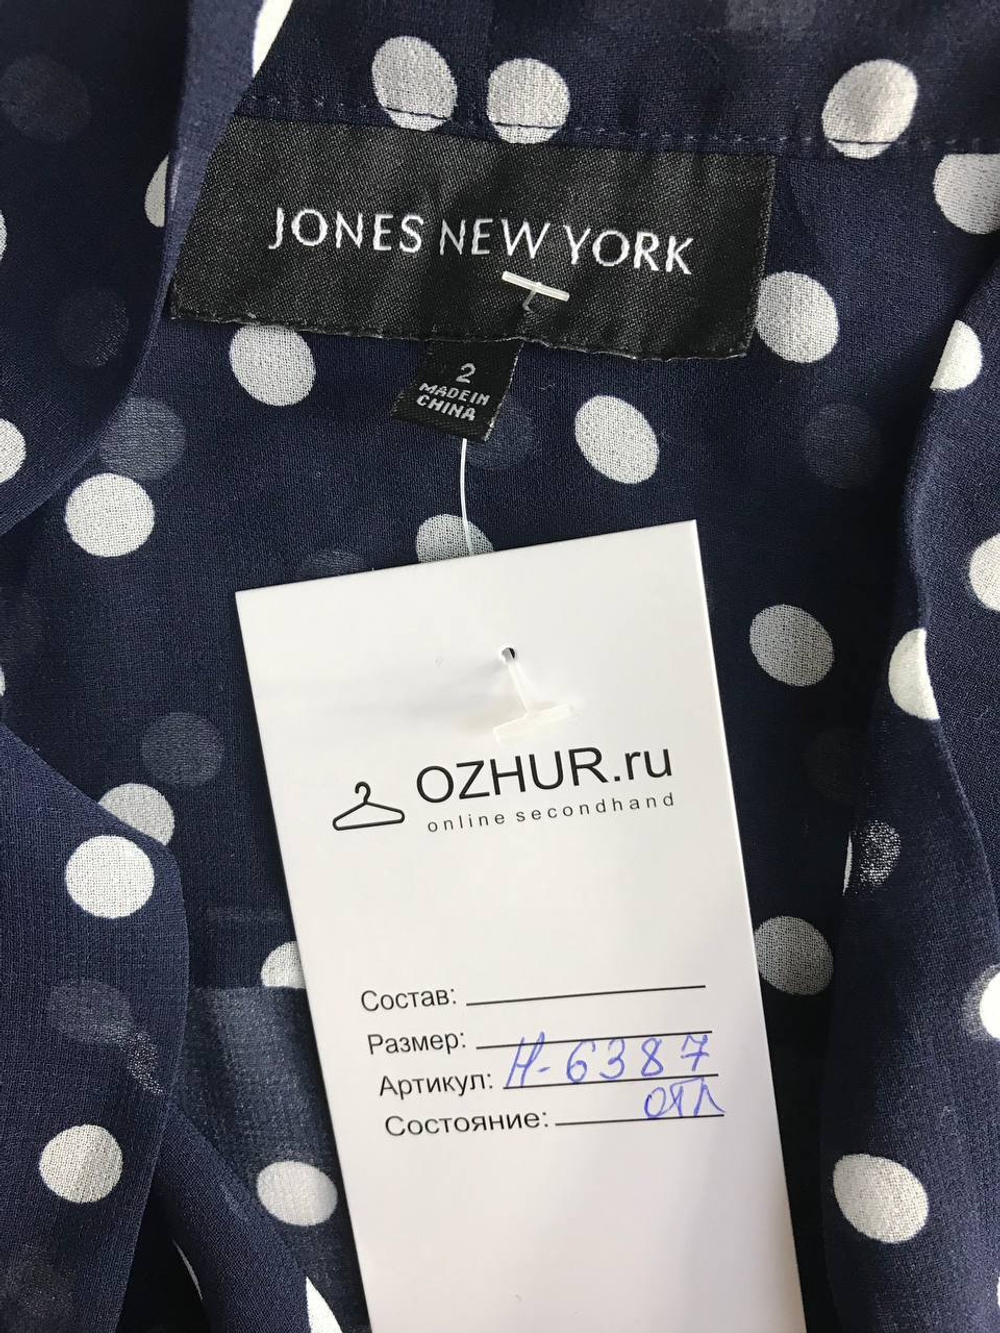 JONES NEW YORK
2
MADE IN
CHINA
OZHUR.ru
online secondhand
Состав:
Размер:
Артикул: Н-6387
Состояние: отл